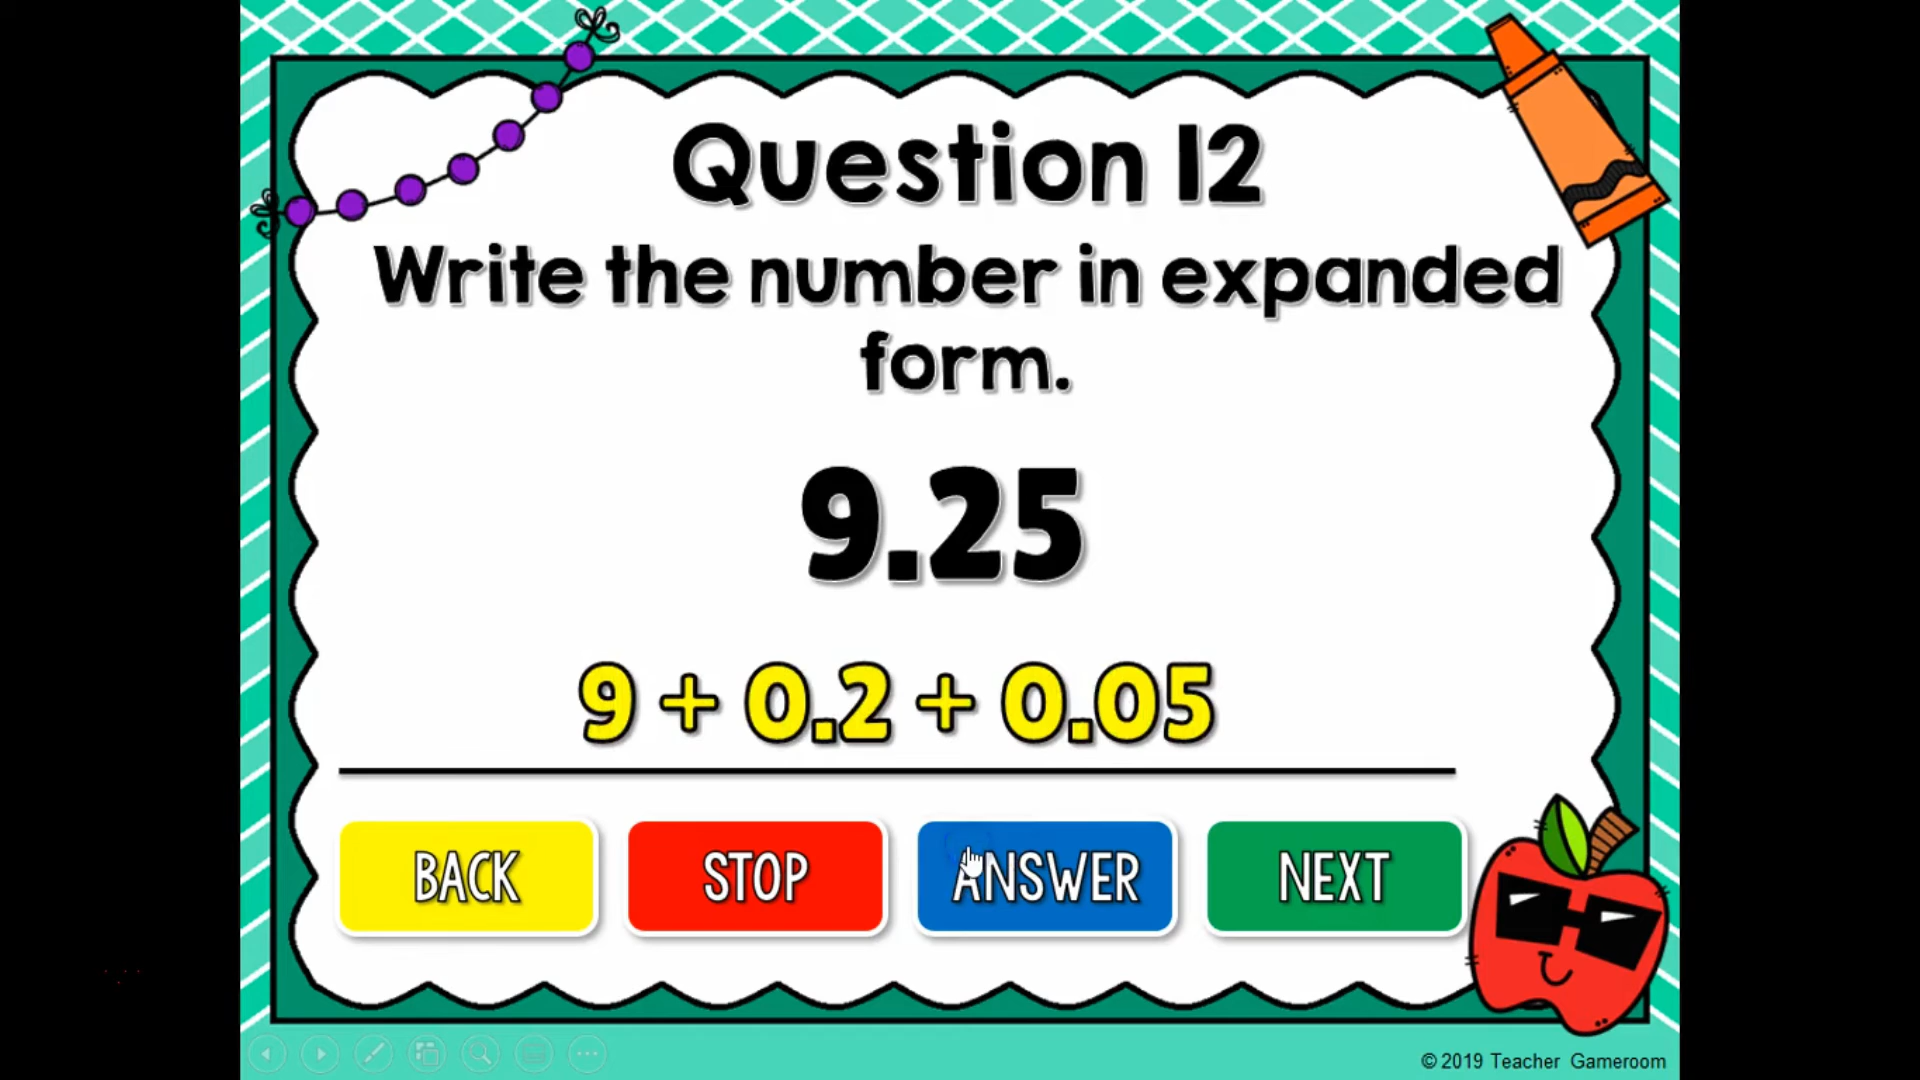 Question 12
Write the number in expanded
form.
9.25
9 + 0.2 + 0.05
BACK STOP ANSWER NEXT
© 2019 Teacher Gameroom